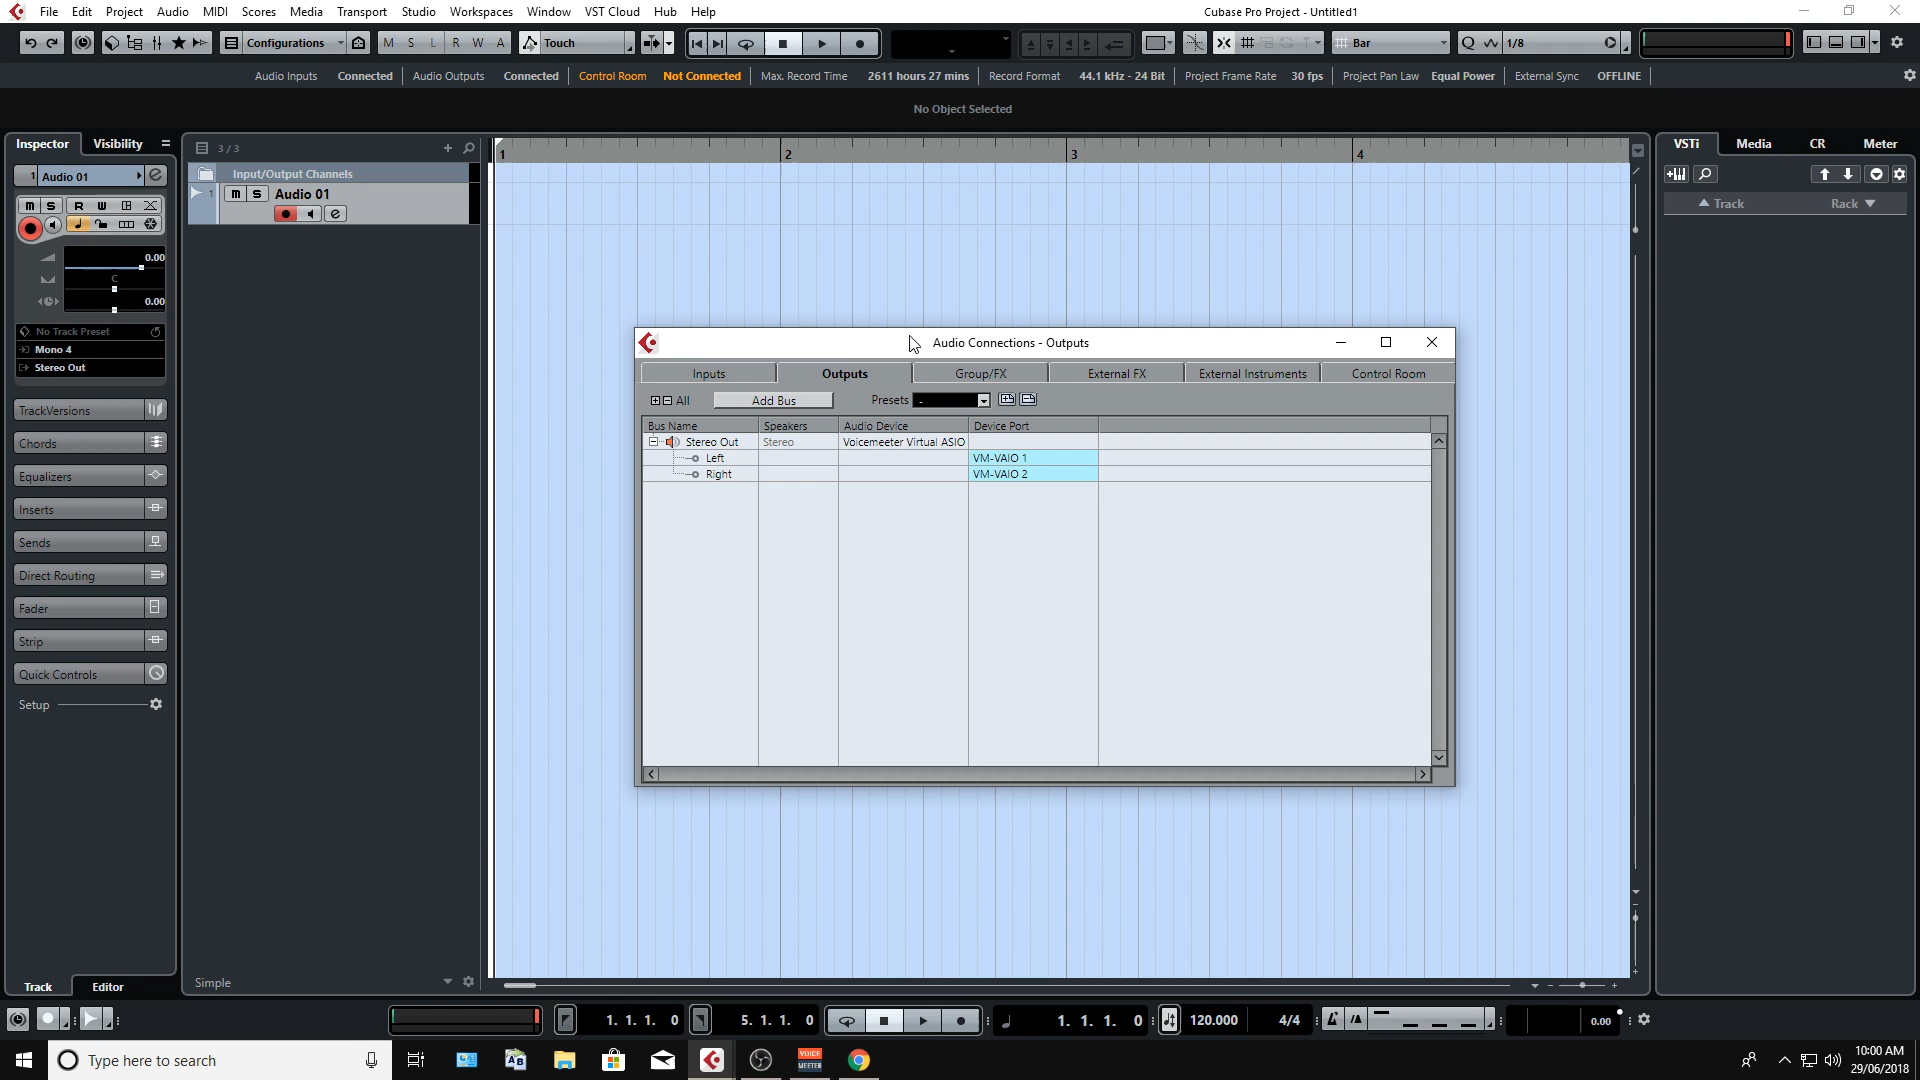 File Edit Project Audio MIDI Scores Media Transport Studio Workspaces Window VST Cloud Hub Help
Cubase Pro Project - Untitled1
Configurations M S L R W A Touch Bar Q 1/8
Audio Inputs Connected Audio Outputs Connected Control Room Not Connected Max. Record Time 2611 hours 27 mins Record Format 44.1 kHz - 24 Bit Project Frame Rate 30 fps Project Pan Law Equal Power External Sync OFFLINE
No Object Selected
Inspector Visibility
3 / 3
1 2 3 4
VSTi Media CR Meter
1 Audio 01
Input/Output Channels
1 m s Audio 01
m s R W
0.00
C
0.00
No Track Preset
Mono 4
Stereo Out
Track Rack
TrackVersions
Chords
Equalizers
Inserts
Sends
Direct Routing
Fader
Strip
Quick Controls
Setup
Audio Connections - Outputs
Inputs Outputs Group/FX External FX External Instruments Control Room
All Add Bus Presets -
Bus Name Speakers Audio Device Device Port
Stereo Out Stereo Voicemeeter Virtual ASIO
Left VM-VAIO 1
Right VM-VAIO 2
Simple
Track Editor
1. 1. 1. 0 5. 1. 1. 0 1. 1. 1. 0 120.000 4/4 0.00
Type here to search
VOICE MEETER
10:00 AM
29/06/2018